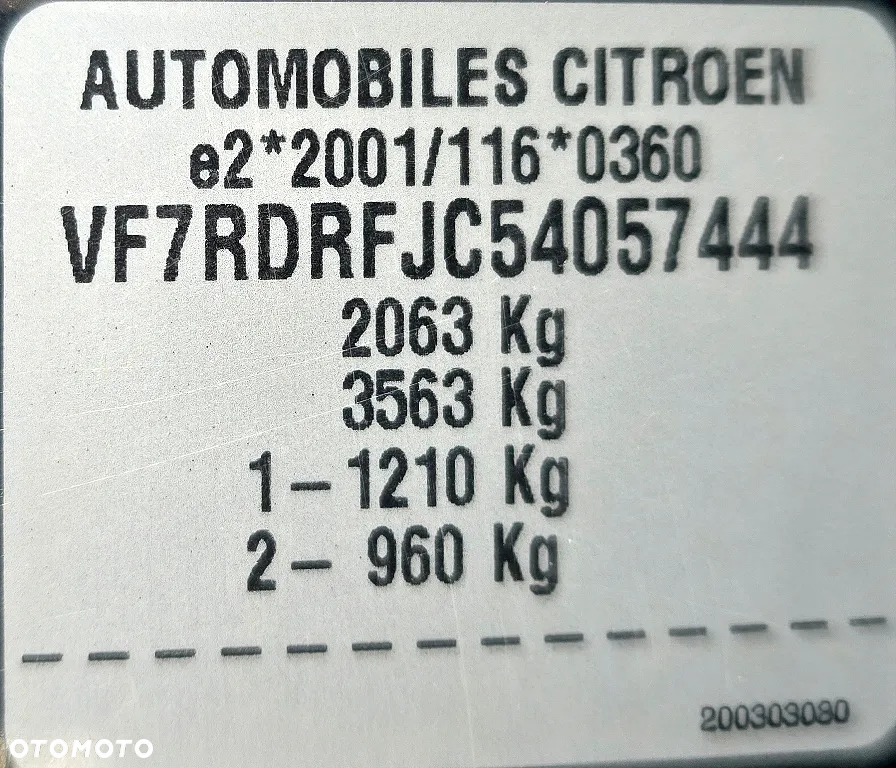 AUTOMOBILES CITROEN
e2*2001/116*0360
VF7RDRFJC54057444
2063 Kg
3563 Kg
1 – 1210 Kg
2 – 960 Kg
– – – – – – – – – – – – – –
200303080
OTOMOTO